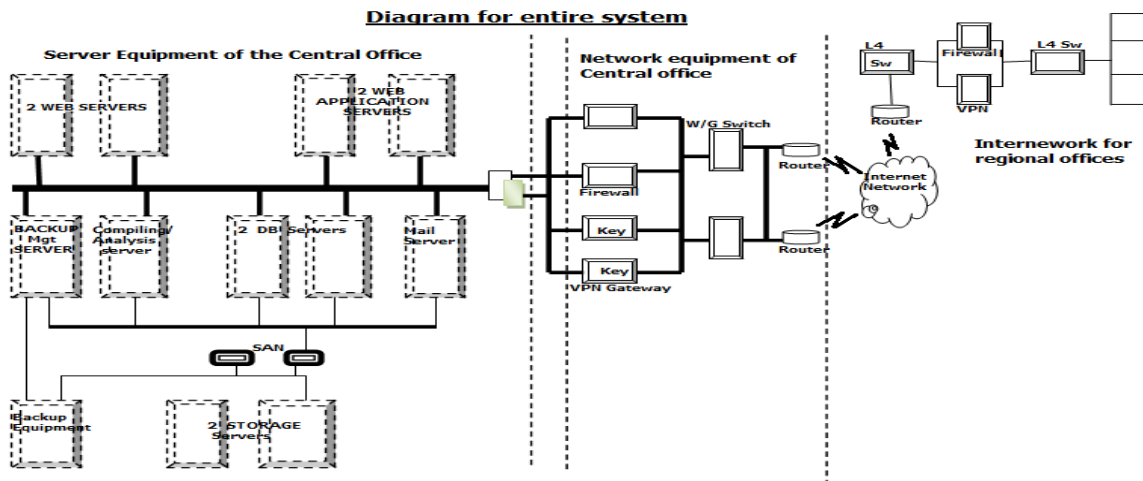 Diagram for entire system
Server Equipment of the Central Office
2 WEB SERVERS
2 WEB
APPLICATION
SERVERS
BACKUP
Mgt
SERVER
Compiling/
Analysis
server
2 DB Servers
Mail
Server
SAN
Backup
Equipment
2 STORAGE
Servers
Network equipment of
Central office
W/G Switch
Firewall
Key
Key
VPN Gateway
Router
Router
Internet
Network
L4
Sw
Firewall
VPN
L4 Sw
Router
Internework for
regional offices